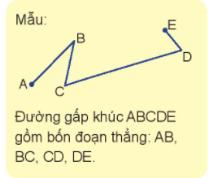 Mẫu:
E
B
D
A
C
Đường gấp khúc ABCDE
gồm bốn đoạn thẳng: AB,
BC, CD, DE.